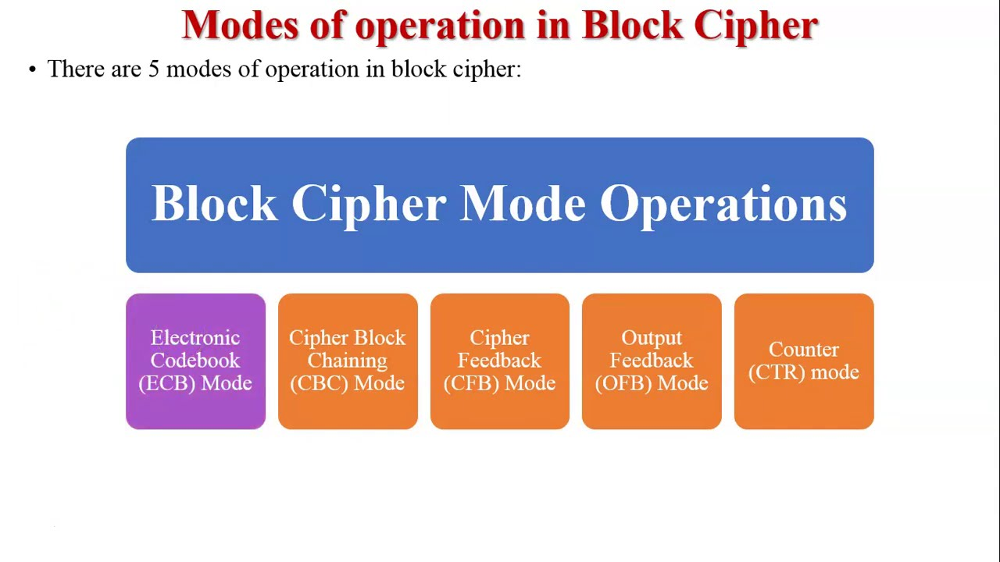 Modes of operation in Block Cipher
• There are 5 modes of operation in block cipher:
Block Cipher Mode Operations
Electronic
Codebook
(ECB) Mode
Cipher Block
Chaining
(CBC) Mode
Cipher
Feedback
(CFB) Mode
Output
Feedback
(OFB) Mode
Counter
(CTR) mode